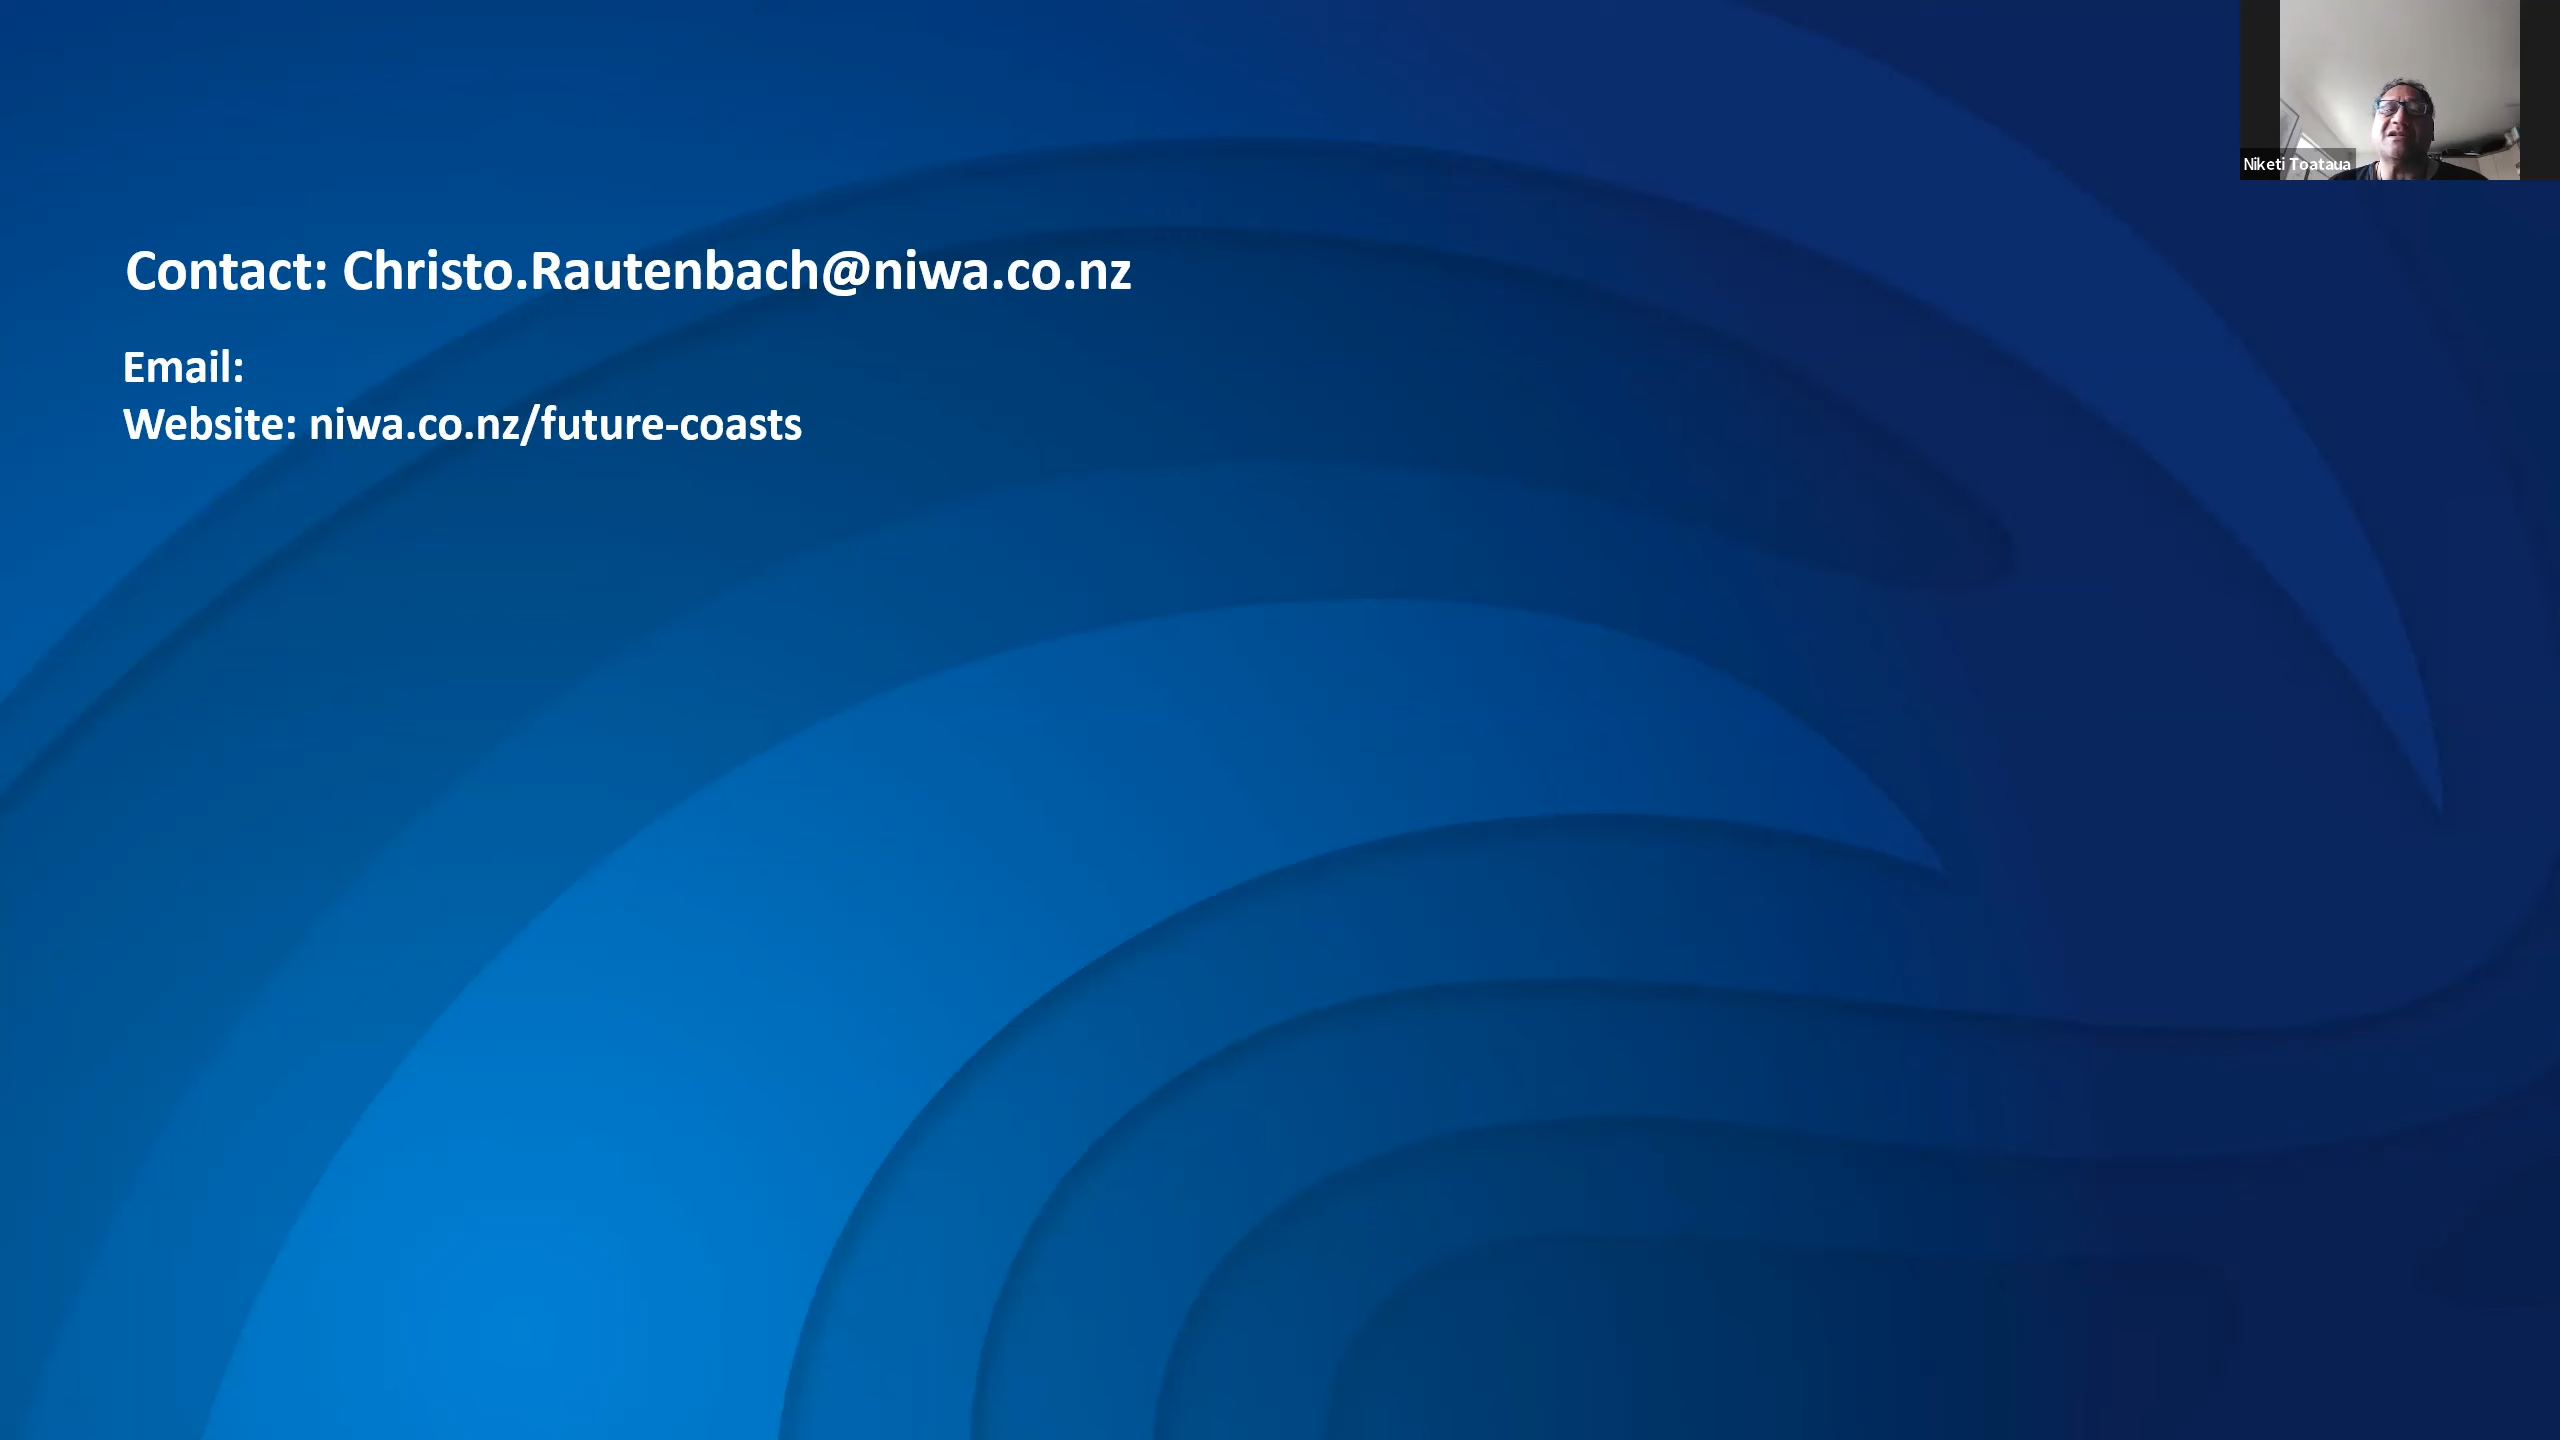 Niketi Toataua
Contact: Christo.Rautenbach@niwa.co.nz
Email:
Website: niwa.co.nz/future-coasts